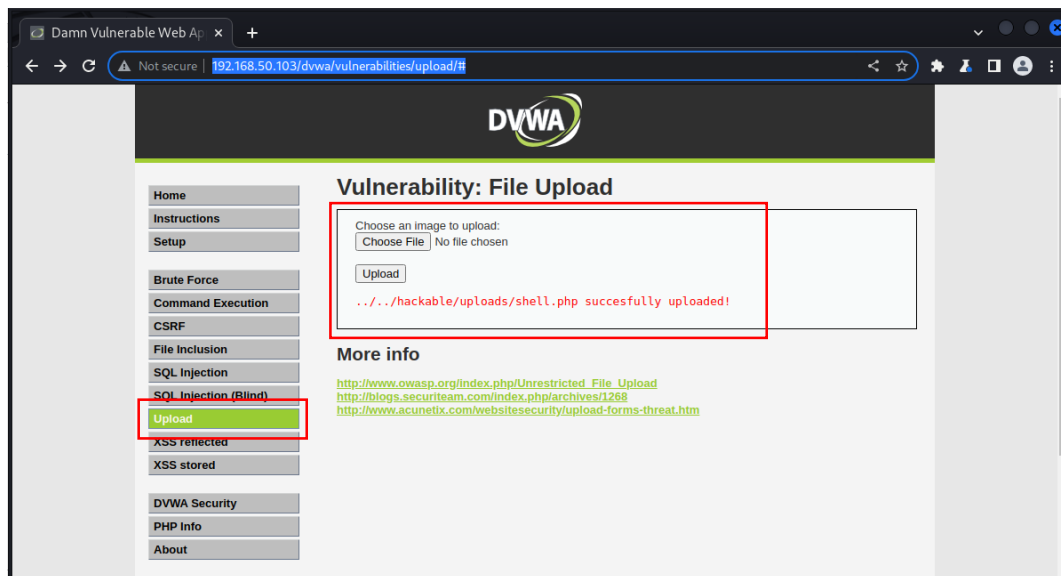 Damn Vulnerable Web Ap
Not secure | 192.168.50.103/dvwa/vulnerabilities/upload/#
DVWA
Home
Instructions
Setup
Brute Force
Command Execution
CSRF
File Inclusion
SQL Injection
SQL Injection (Blind)
Upload
XSS reflected
XSS stored
DVWA Security
PHP Info
About
Vulnerability: File Upload
Choose an image to upload:
Choose File No file chosen
Upload
../../hackable/uploads/shell.php succesfully uploaded!
More info
http://www.owasp.org/index.php/Unrestricted_File_Upload
http://blogs.securiteam.com/index.php/archives/1268
http://www.acunetix.com/websitesecurity/upload-forms-threat.htm